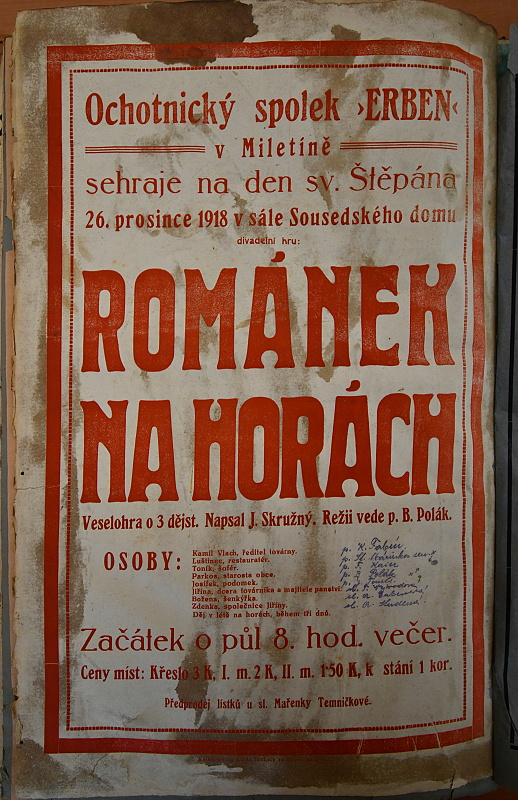 Ochotnický spolek ›ERBEN‹
v Miletíně
sehraje na den sv. Štěpána
26. prosince 1918 v sále Sousedského domu
divadelní hru:
ROMÁNEK
NA HORÁCH
Veselohra o 3 dějst. Napsal J. Skružný. Režii vede p. B. Polák.
OSOBY:
Kamil Vlach, ředitel továrny.
Luštinec, restauratér.
Toník, šofér.
Parkos, starosta obce.
Josífek, podomek.
Jiřina, dcera továrníka a majitele panství.
Božena, šenkýřka.
Zdenka, společnice Jiřiny.
Děj v létě na horách, během tří dnů.
Začátek o půl 8. hod. večer.
Ceny míst: Křeslo 3 K, I. m. 2 K, II. m. 1·50 K, k stání 1 kor.
Předprodej lístků u sl. Mařenky Temničkové.